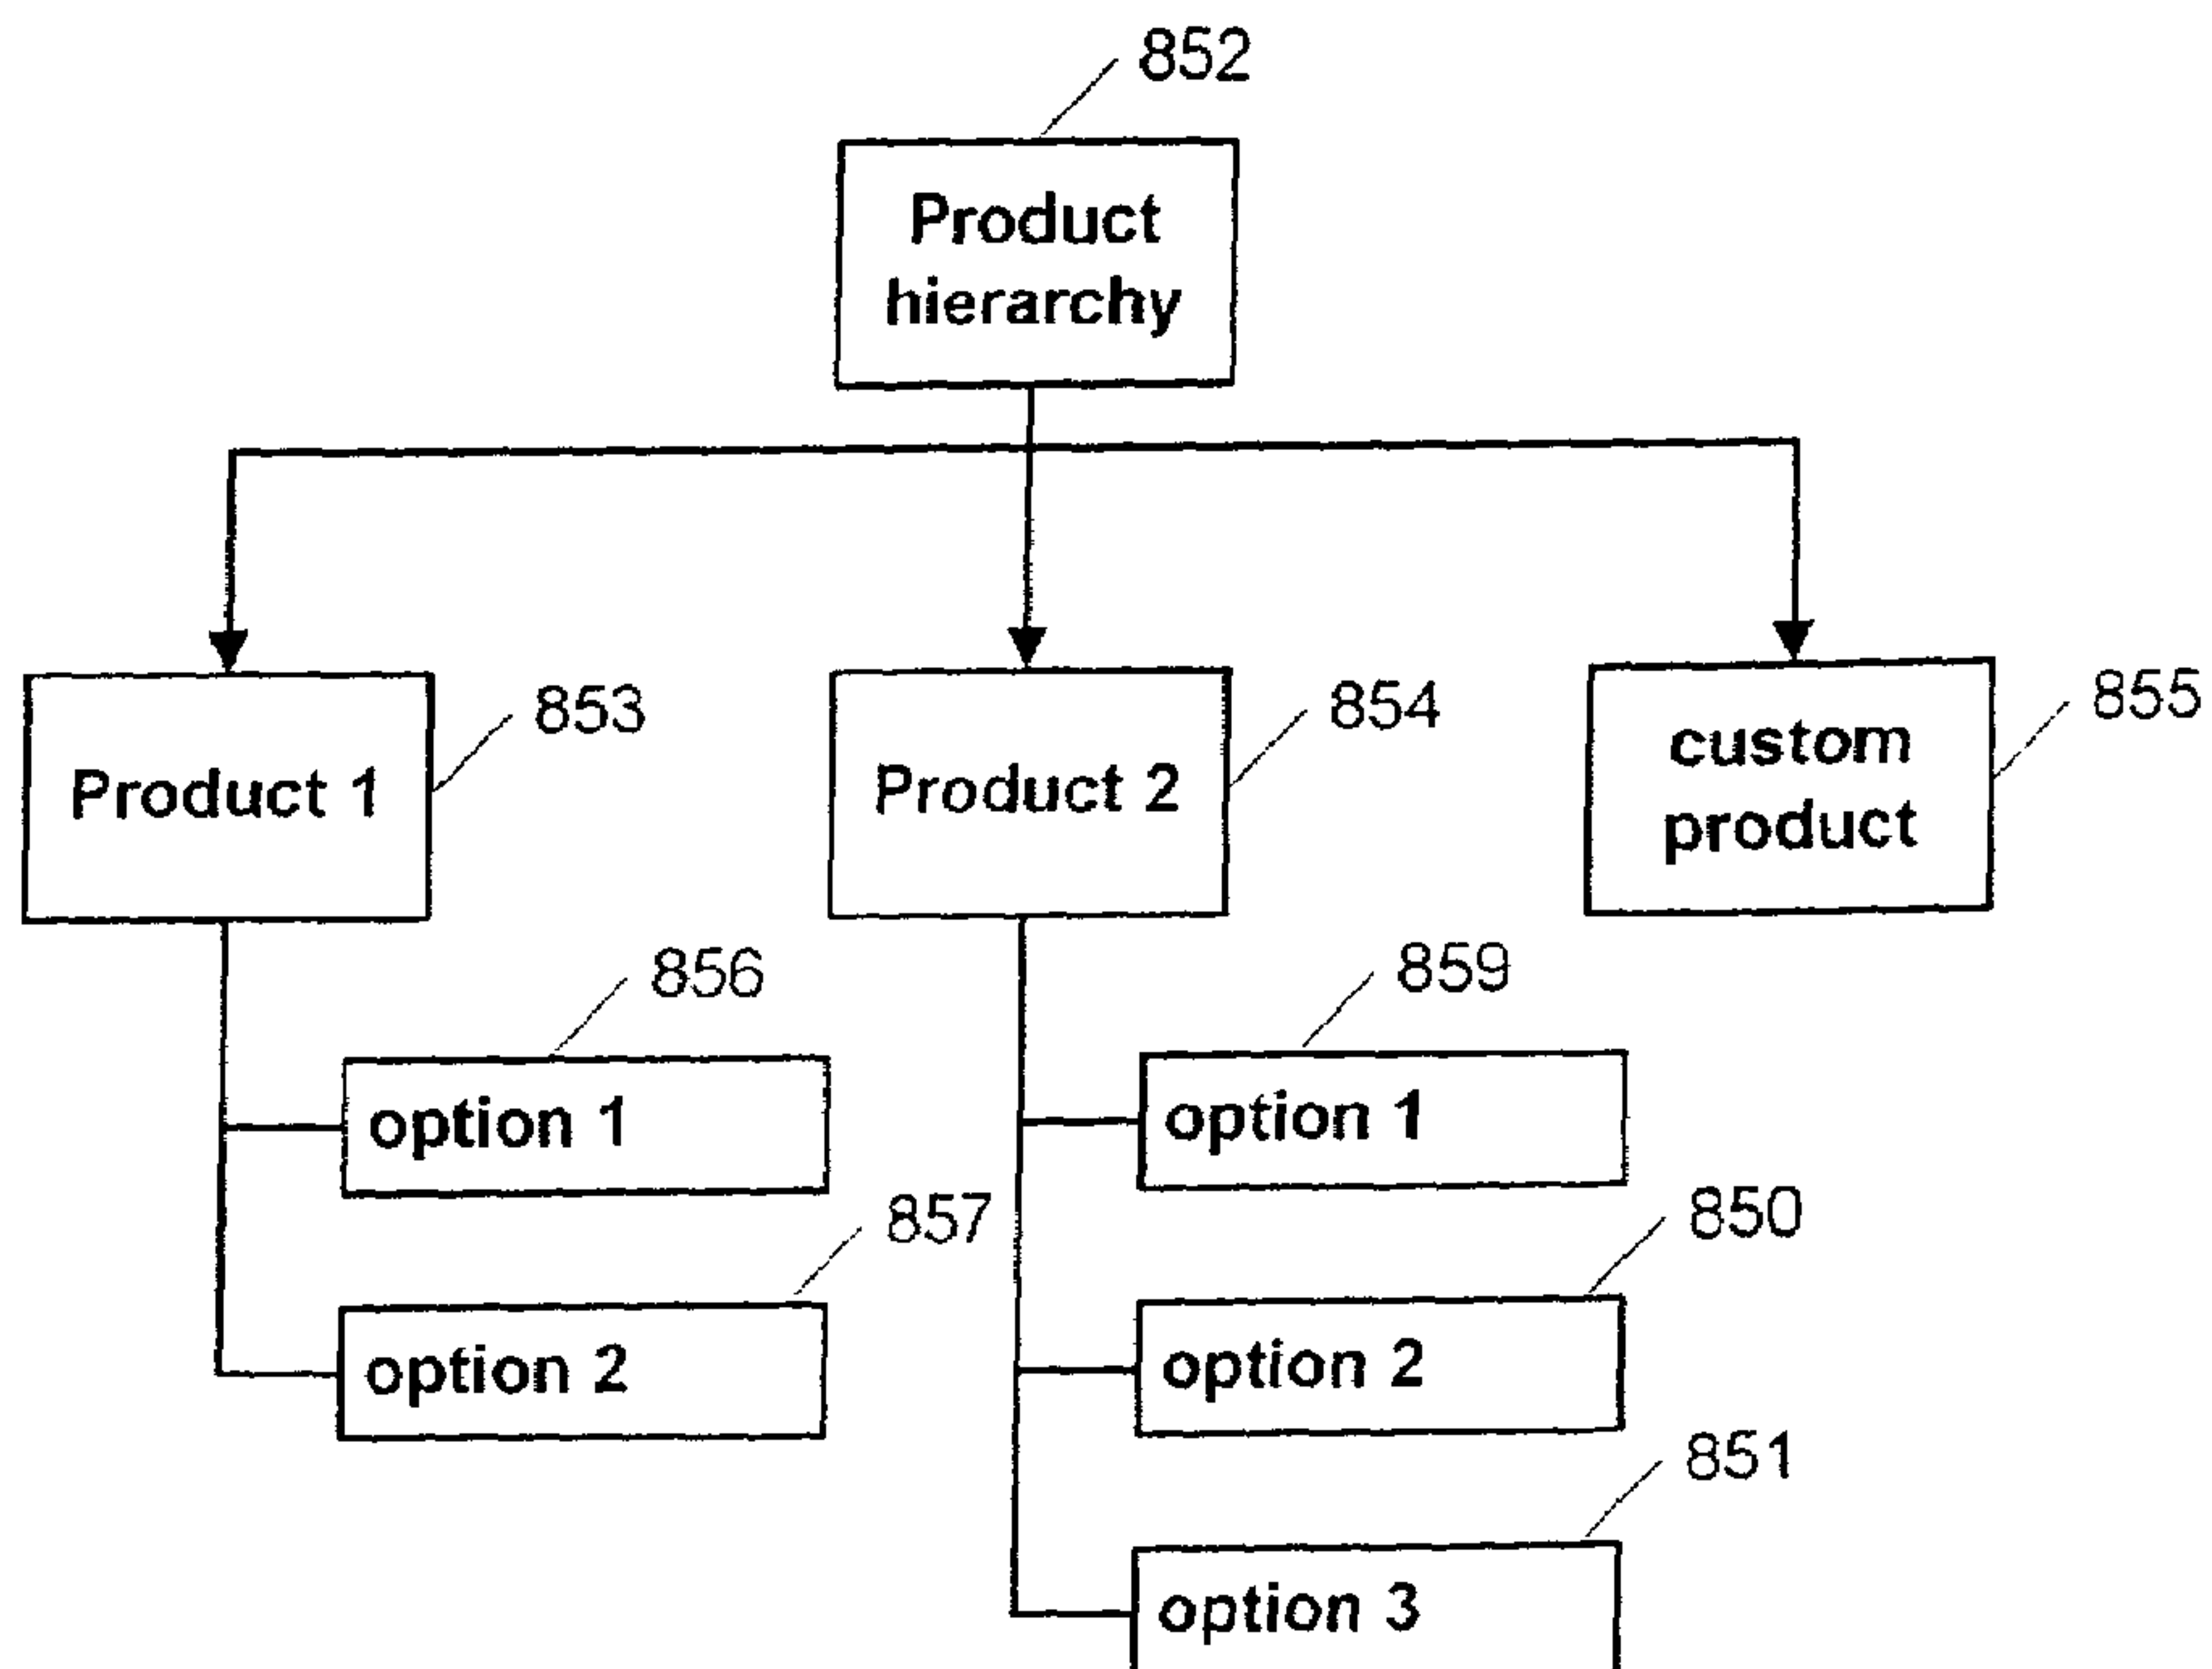 852
Product
hierarchy
853
854
855
Product 1
Product 2
custom
product
856
859
option 1
option 1
857
850
option 2
option 2
851
option 3